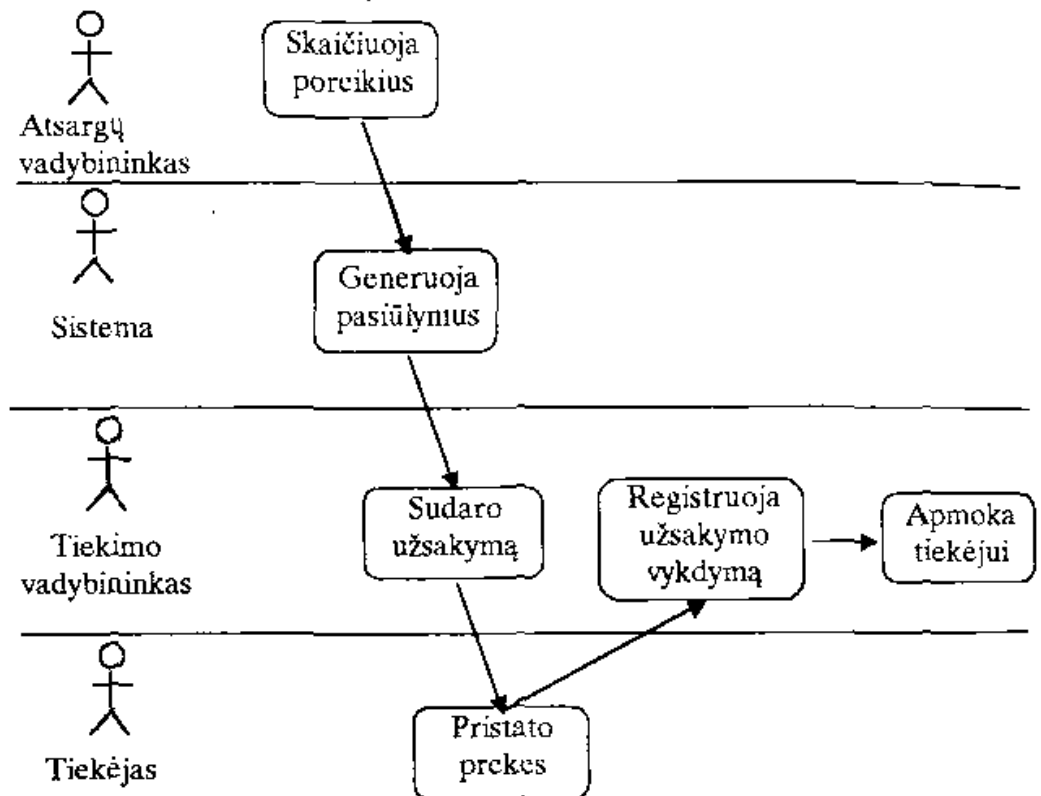 Skaičiuoja
poreikius
Atsargų
vadybininkas
Generuoja
pasiūlymus
Sistema
Sudaro
užsakymą
Registruoja
užsakymo
vykdymą
Apmoka
tiekėjui
Tiekimo
vadybininkas
Pristato
prekes
Tiekėjas